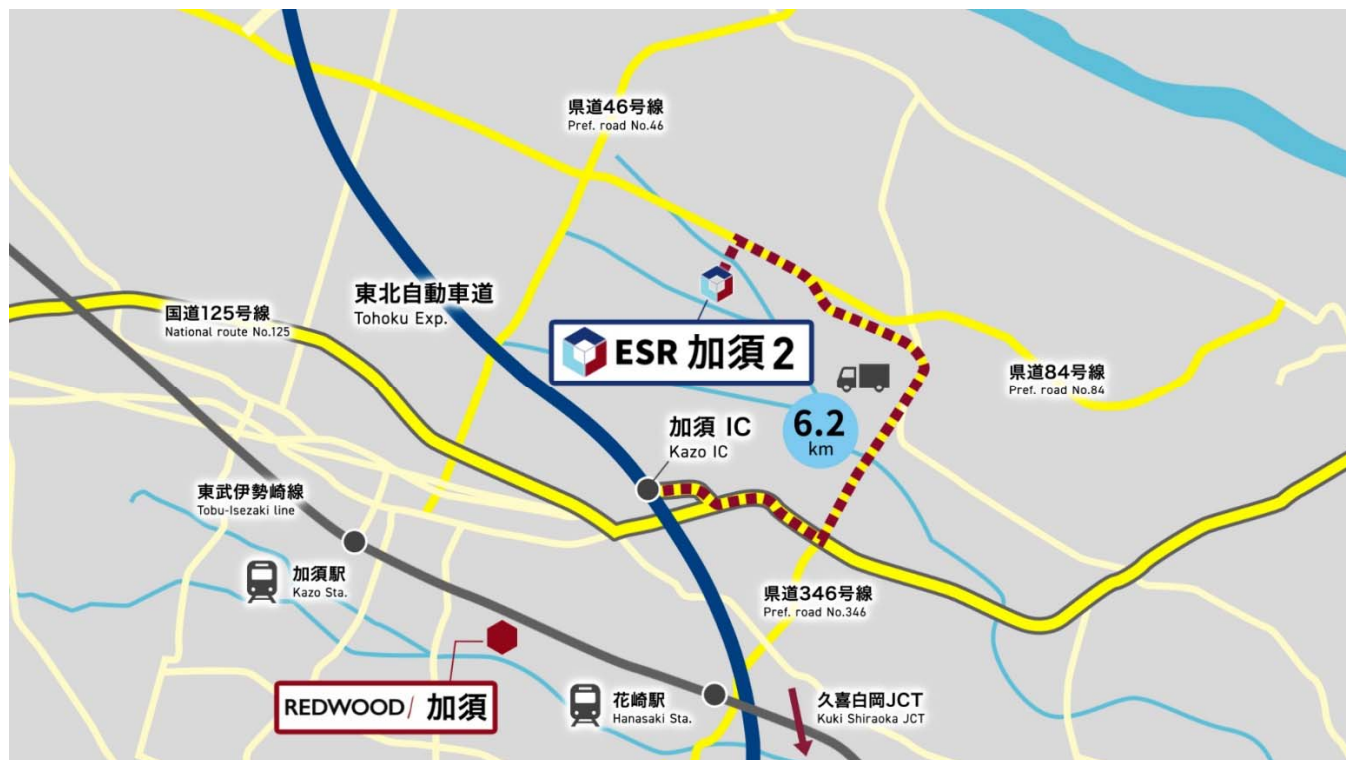 県道46号線
Pref. road No.46
東北自動車道
Tohoku Exp.
国道125号線
National route No.125
ESR 加須2
県道84号線
Pref. road No.84
加須 IC
Kazo IC
6.2
km
東武伊勢崎線
Tobu-Isezaki line
加須駅
Kazo Sta.
県道346号線
Pref. road No.346
REDWOOD/ 加須
花崎駅
Hanasaki Sta.
久喜白岡JCT
Kuki Shiraoka JCT